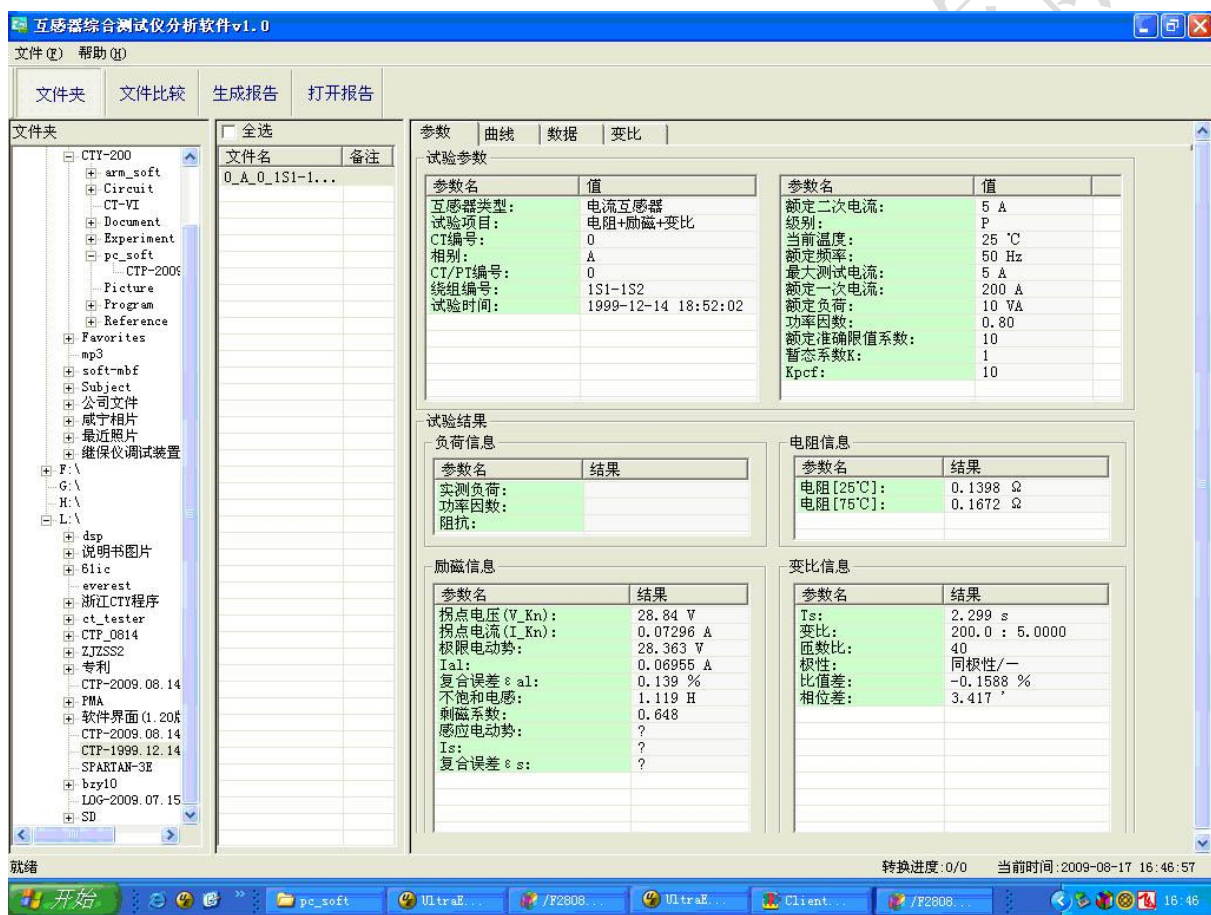 互感器综合测试仪分析软件v1.0
文件(F) 帮助(H)
文件夹 文件比较 生成报告 打开报告
文件夹
CTY-200
arm_soft
Circuit
CT-VI
Document
Experiment
pc_soft
CTP-2009
Picture
Program
Reference
Favorites
mp3
soft-mbf
Subject
公司文件
咸宁相片
最近照片
继保仪调试装置
F:\
G:\
H:\
L:\
dsp
说明书图片
61ic
everest
浙江CTY程序
ct_tester
CTP_0814
ZJZSS2
专利
CTP-2009.08.14
PMA
软件界面(1.20版
CTP-2009.08.14
CTP-1999.12.14
SPARTAN-3E
bzy10
LOG-2009.07.15
SD
全选
文件名 备注
0_A_0_1S1-1...
参数 曲线 数据 变比
试验参数
参数名 值
互感器类型: 电流互感器
试验项目: 电阻+励磁+变比
CT编号: 0
相别: A
CT/PT编号: 0
绕组编号: 1S1-1S2
试验时间: 1999-12-14 18:52:02
参数名 值
额定二次电流: 5 A
级别: P
当前温度: 25 ℃
额定频率: 50 Hz
最大测试电流: 5 A
额定一次电流: 200 A
额定负荷: 10 VA
功率因数: 0.80
额定准确限值系数: 10
暂态系数K: 1
Kpcf: 10
试验结果
负荷信息
参数名 结果
实测负荷:
功率因数:
阻抗:
电阻信息
参数名 结果
电阻[25℃]: 0.1398 Ω
电阻[75℃]: 0.1672 Ω
励磁信息
参数名 结果
拐点电压(V_Kn): 28.84 V
拐点电流(I_Kn): 0.07296 A
极限电动势: 28.363 V
Ial: 0.06955 A
复合误差εal: 0.139 %
不饱和电感: 1.119 H
剩磁系数: 0.648
感应电动势: ?
Is: ?
复合误差εs: ?
变比信息
参数名 结果
Ts: 2.299 s
变比: 200.0 : 5.0000
匝数比: 40
极性: 同极性/—
比值差: -0.1588 %
相位差: 3.417 '
就绪 转换进度:0/0 当前时间:2009-08-17 16:46:57
开始 pc_soft UltraE... /F2808... UltraE... Client... /F2808... 16:46